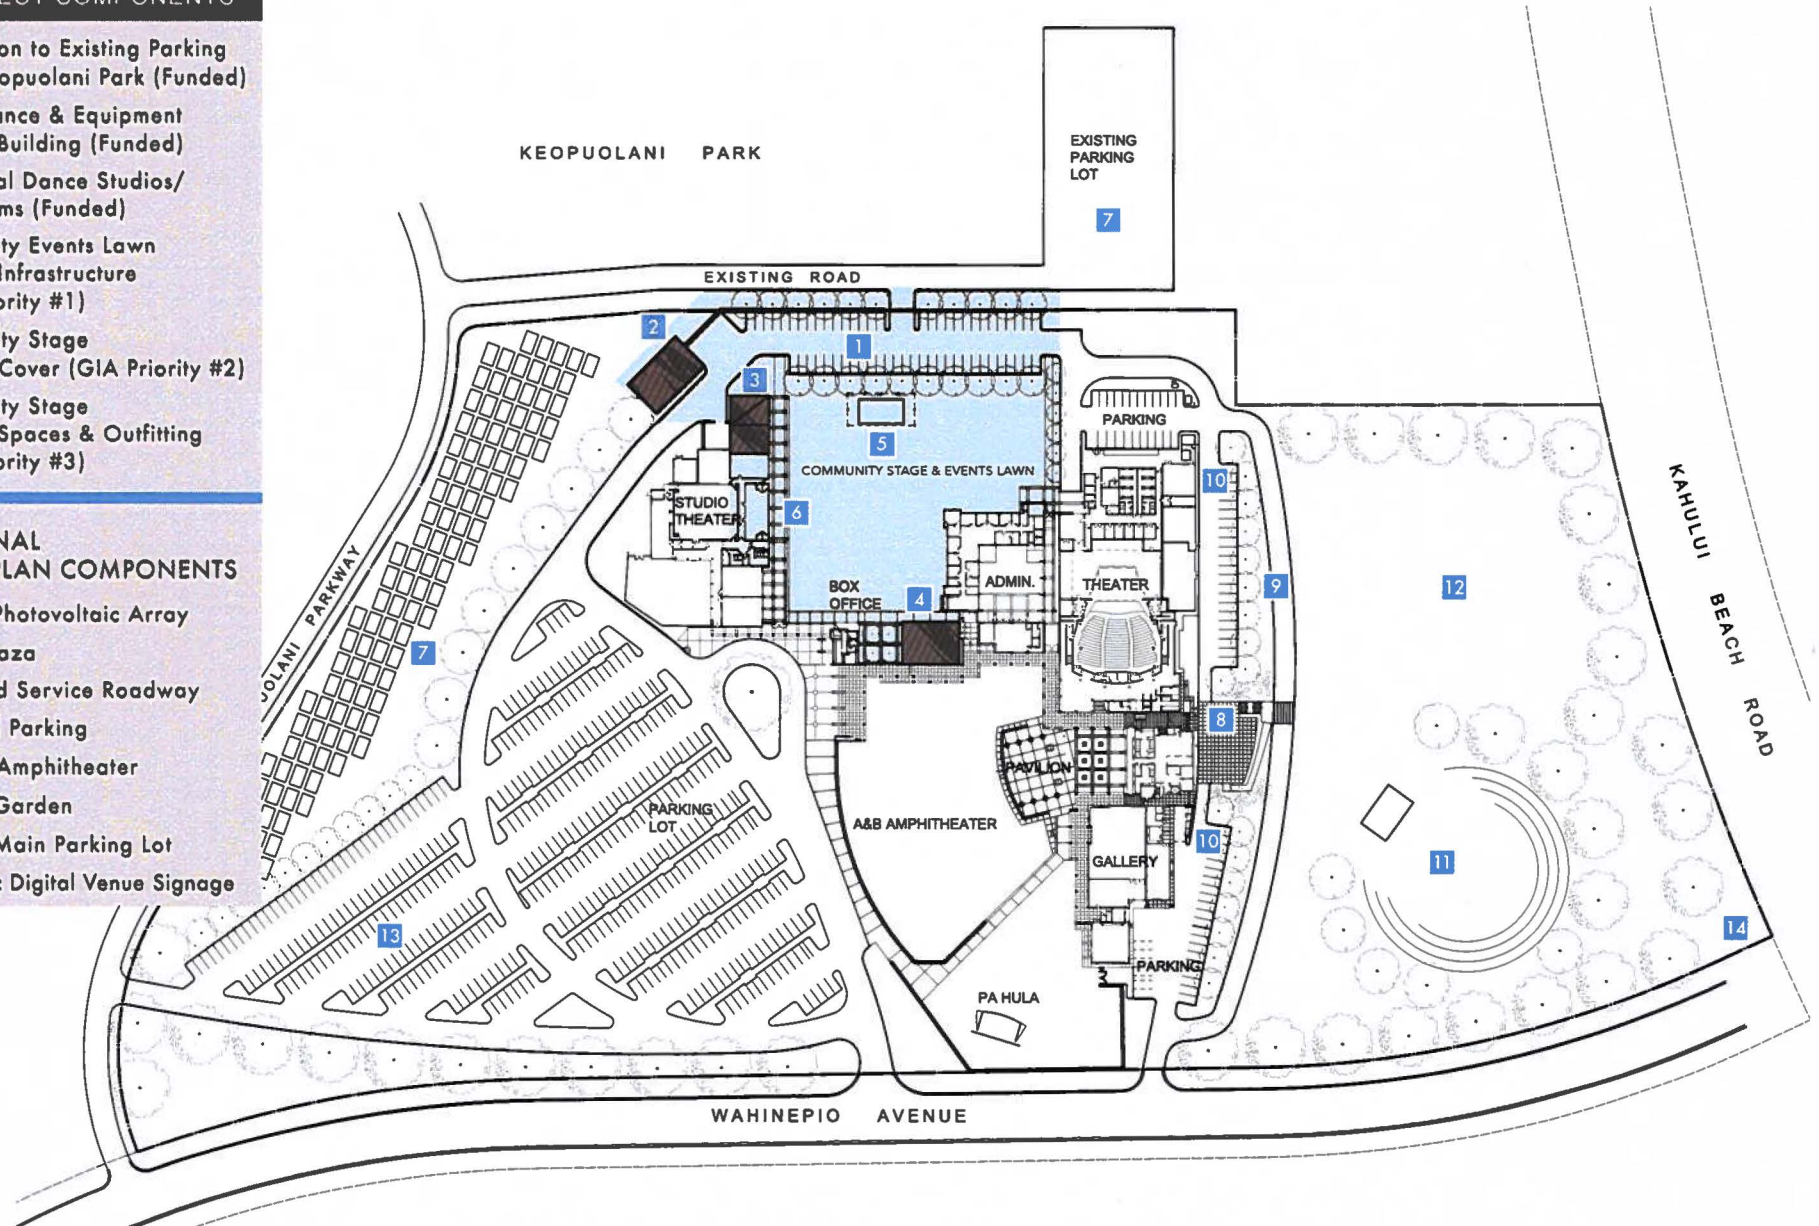 ECT COMPONENTS
on to Existing Parking
opuolani Park (Funded)
ance & Equipment
Building (Funded)
al Dance Studios/
ms (Funded)
ty Events Lawn
Infrastructure
ority #1)
ty Stage
Cover (GIA Priority #2)
ty Stage
Spaces & Outfitting
ority #3)
NAL
PLAN COMPONENTS
Photovoltaic Array
aza
d Service Roadway
Parking
Amphitheater
Garden
Main Parking Lot
: Digital Venue Signage
KEOPUOLANI PARK
EXISTING
PARKING
LOT
7
EXISTING ROAD
2
1
3
PARKING
5
COMMUNITY STAGE & EVENTS LAWN
10
STUDIO
THEATER
6
KAHULUI BEACH ROAD
OLANI PARKWAY
BOX
OFFICE
4
ADMIN.
THEATER
9
12
7
8
PAVILION
PARKING
LOT
A&B AMPHITHEATER
GALLERY
10
11
13
14
PARKING
PA HULA
WAHINEPIO AVENUE